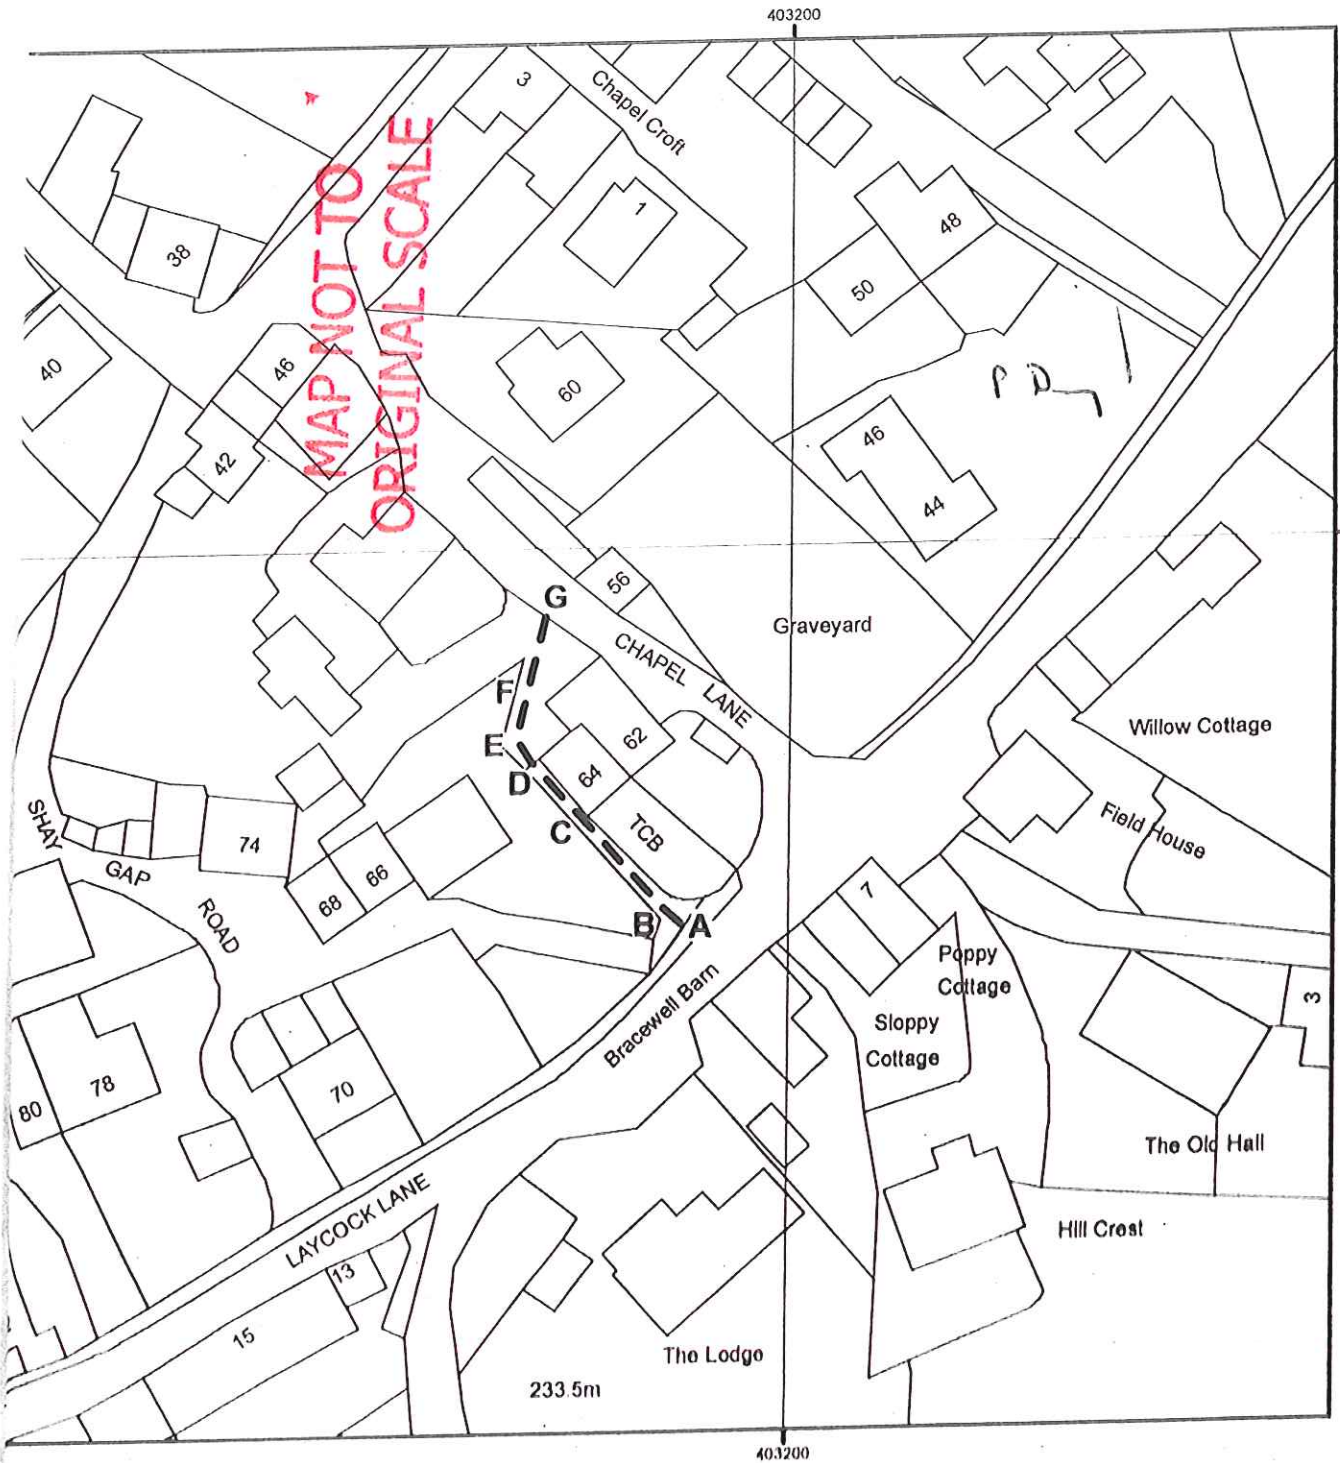 403200
3
Chapel Croft
MAP NOT TO
ORIGINAL SCALE
1
38
48
50
40
46
60
P D
42
46
44
56
G
Graveyard
CHAPEL LANE
F
E
62
Willow Cottage
D
64
C
TCB
SHAY
GAP
ROAD
74
Field House
66
68
7
B
A
Poppy
Cottage
Bracewell Barn
Sloppy
Cottage
3
78
80
70
The Old Hall
LAYCOCK LANE
Hill Crest
13
15
The Lodge
233.5m
403200